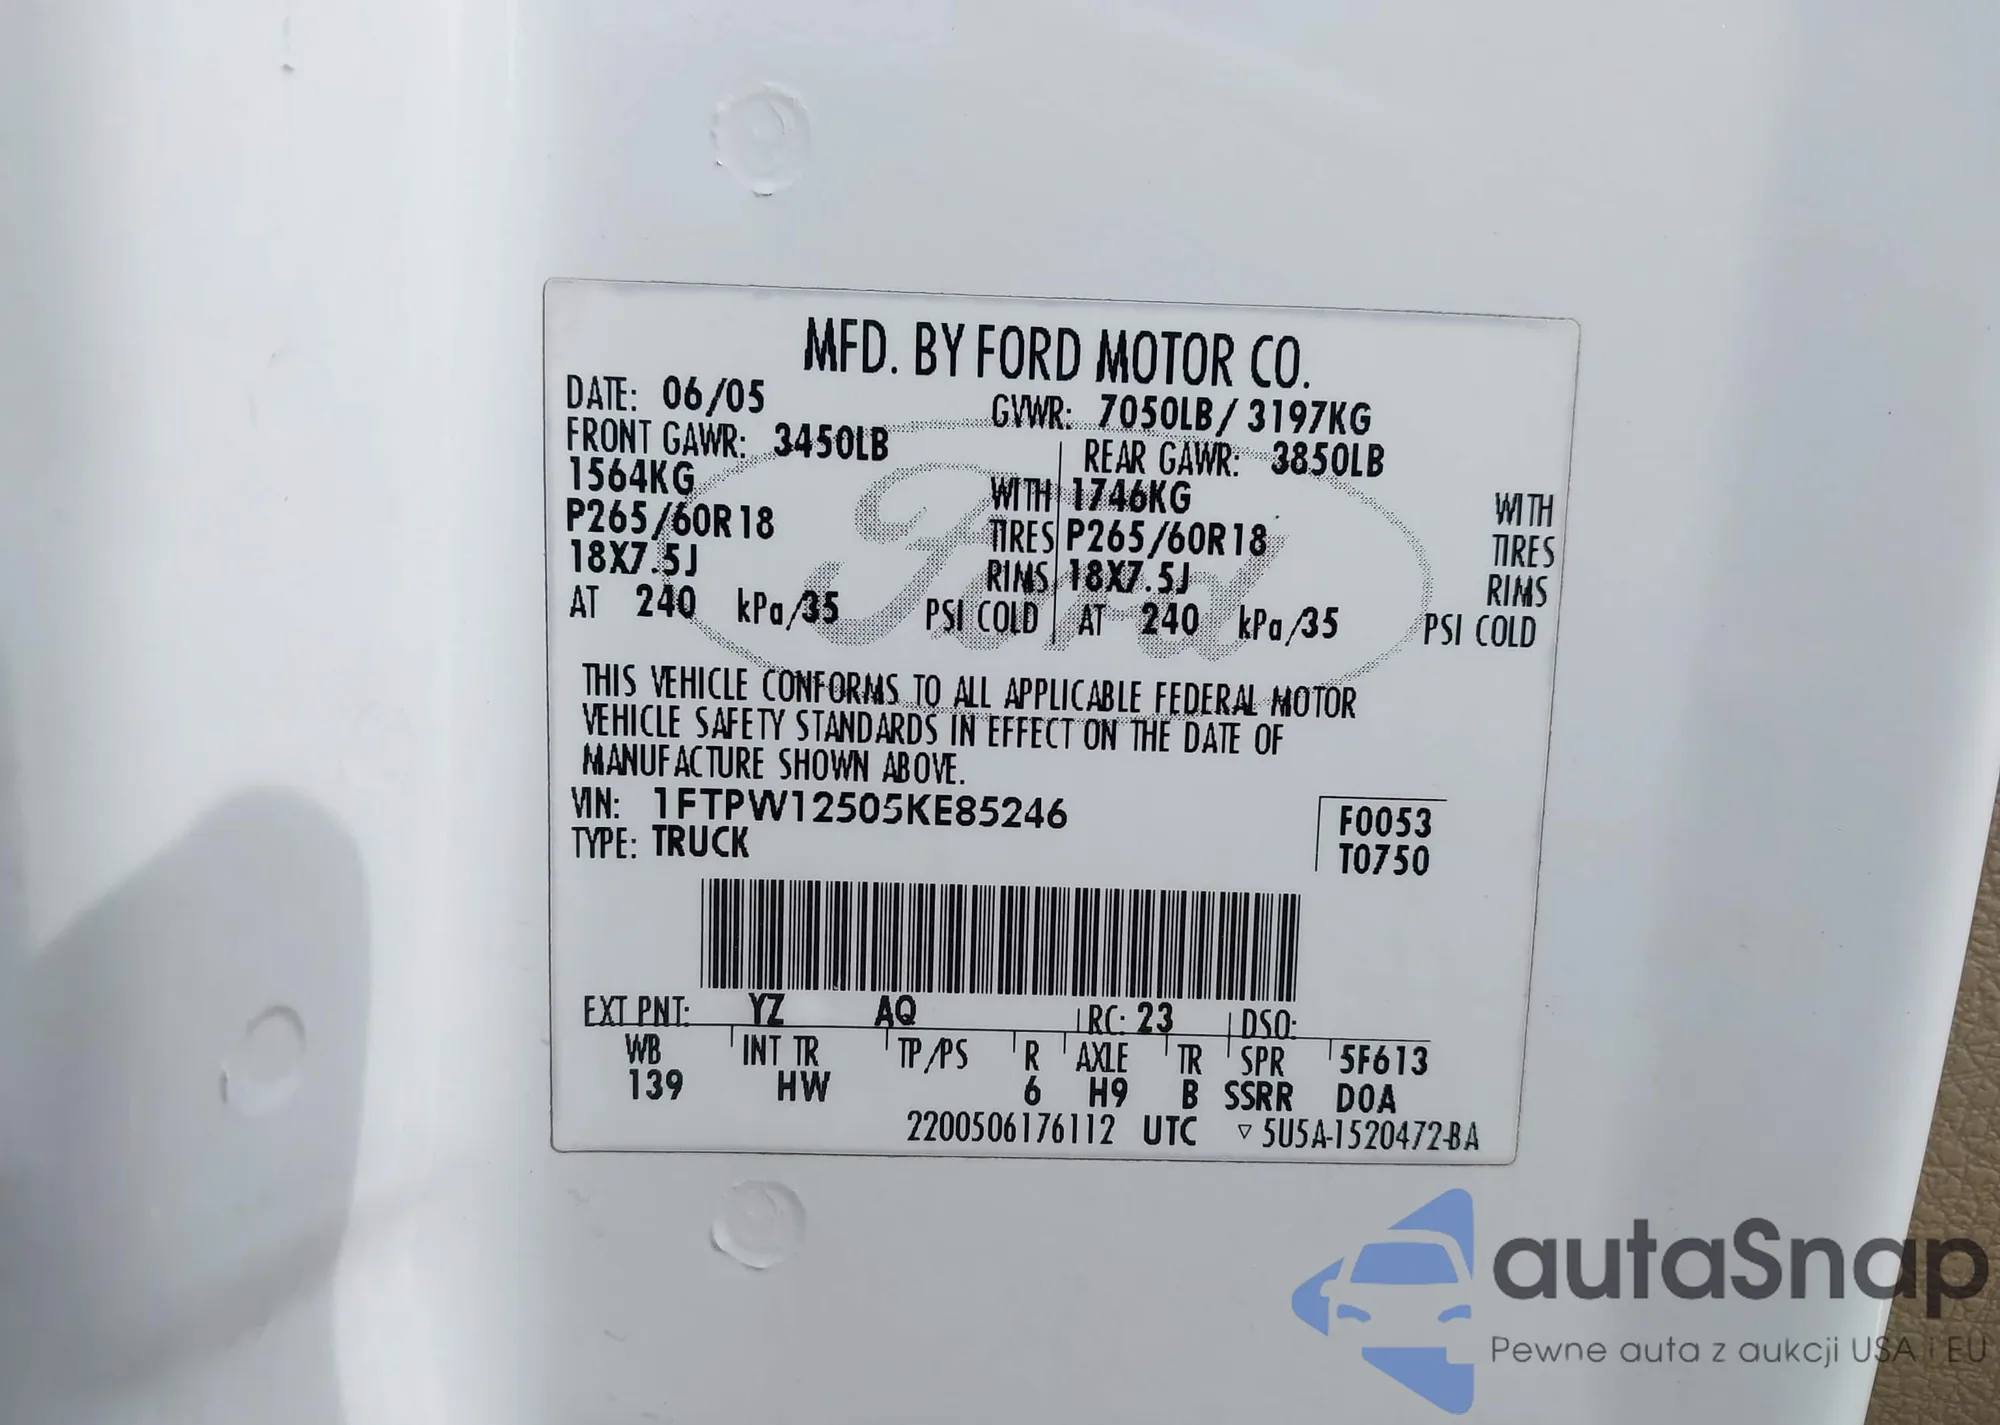 MFD. BY FORD MOTOR CO.
DATE: 06/05 GVWR: 7050LB/ 3197KG
FRONT GAWR: 3450LB REAR GAWR: 3850LB
1564KG WITH 1746KG WITH
P265/60R18 TIRES P265/60R18 TIRES
18X7.5J RIMS 18X7.5J RIMS
AT 240 kPa/35 PSI COLD AT 240 kPa/35 PSI COLD
Ford
THIS VEHICLE CONFORMS TO ALL APPLICABLE FEDERAL MOTOR
VEHICLE SAFETY STANDARDS IN EFFECT ON THE DATE OF
MANUFACTURE SHOWN ABOVE.
VIN: 1FTPW12505KE85246 F0053
TYPE: TRUCK T0750
EXT PNT: YZ AQ RC: 23 DSO:
WB INT TR TP/PS R AXLE TR SPR 5F613
139 HW 6 H9 B SSRR D0A
2200506176112 UTC ▽ 5U5A-1520472-BA
autaSnap
Pewne auta z aukcji USA i EU